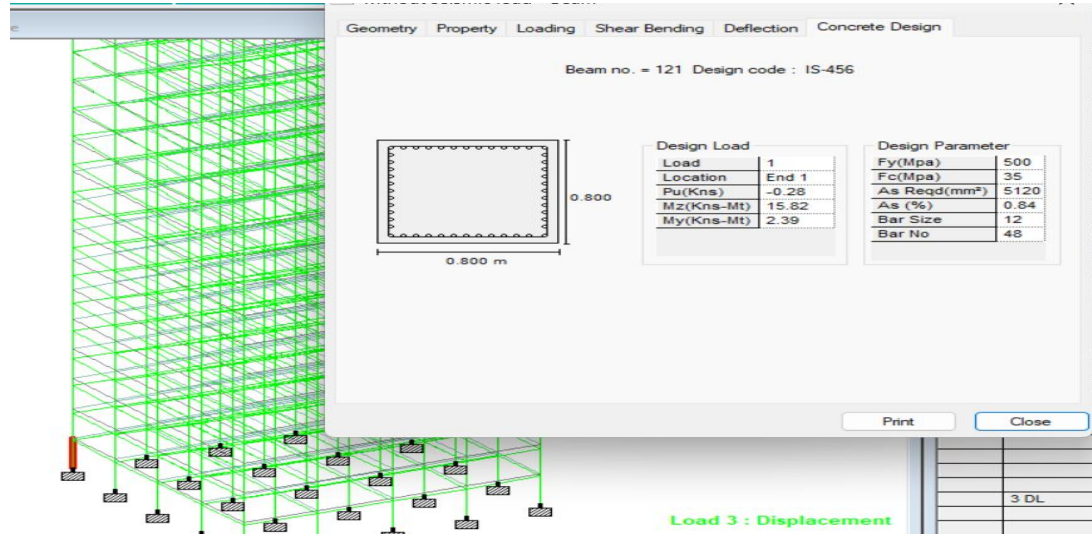 Geometry Property Loading Shear Bending Deflection Concrete Design
Beam no. = 121 Design code : IS-456
0.800
0.800 m
Design Load
Load 1
Location End 1
Pu(Kns) -0.28
Mz(Kns-Mt) 15.82
My(Kns-Mt) 2.39
Design Parameter
Fy(Mpa) 500
Fc(Mpa) 35
As Reqd(mm²) 5120
As (%) 0.84
Bar Size 12
Bar No 48
Print Close
3 DL
Load 3 : Displacement